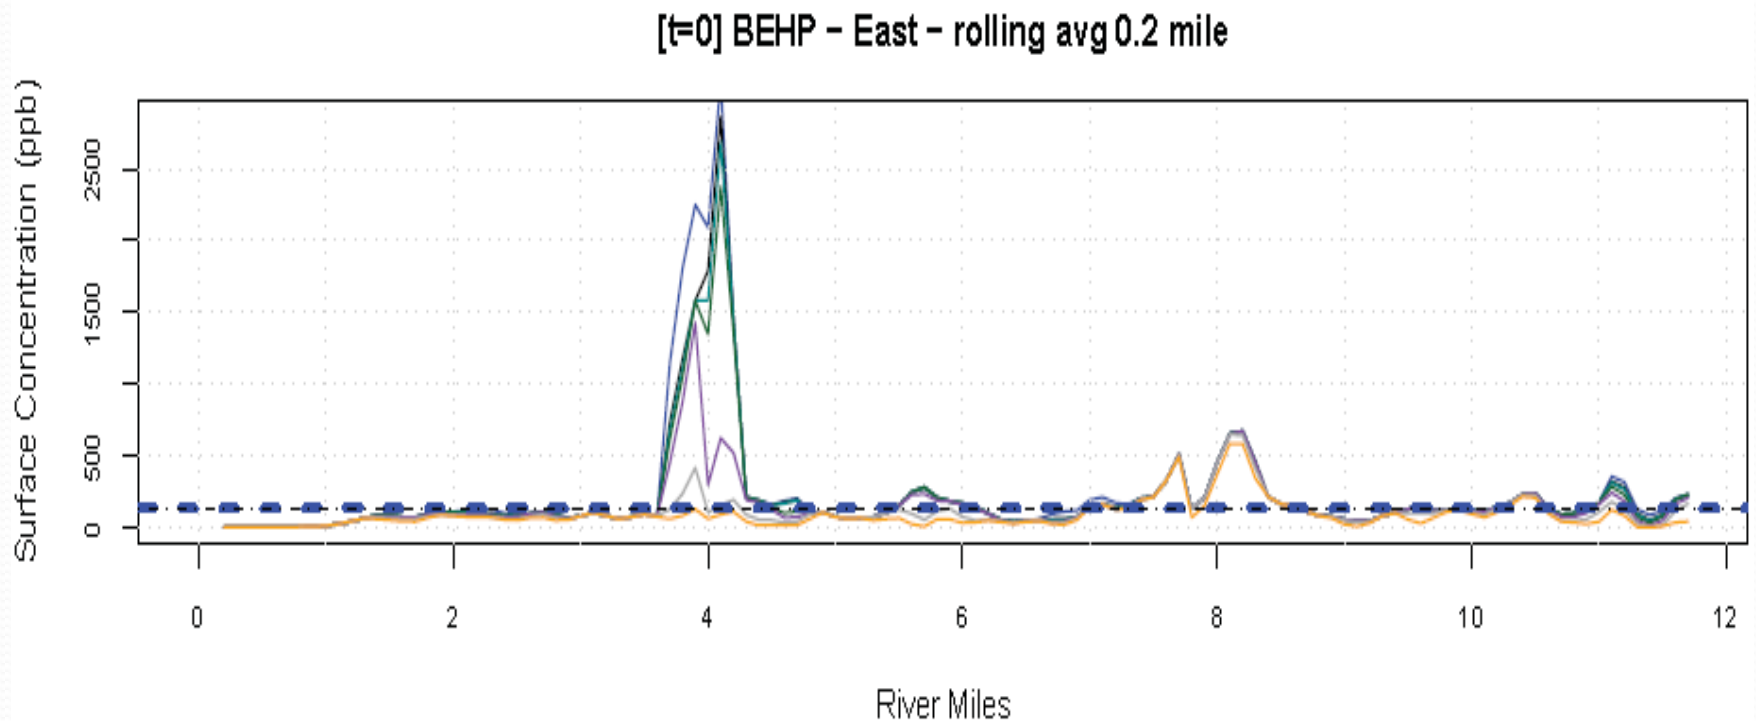 [t=0] BEHP − East − rolling avg 0.2 mile
Surface Concentration (ppb)
2500
1500
500
0
0 2 4 6 8 10 12
River Miles